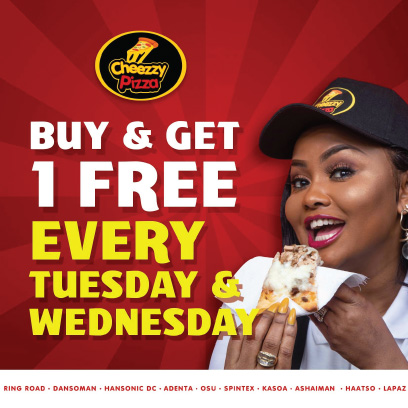 Cheezzy
Pizza
BUY & GET
1 FREE
EVERY
TUESDAY &
WEDNESDAY
RING ROAD • DANSOMAN • HANSONIC DC • ADENTA • OSU • SPINTEX • KASOA • ASHAIMAN • HAATSO • LAPAZ